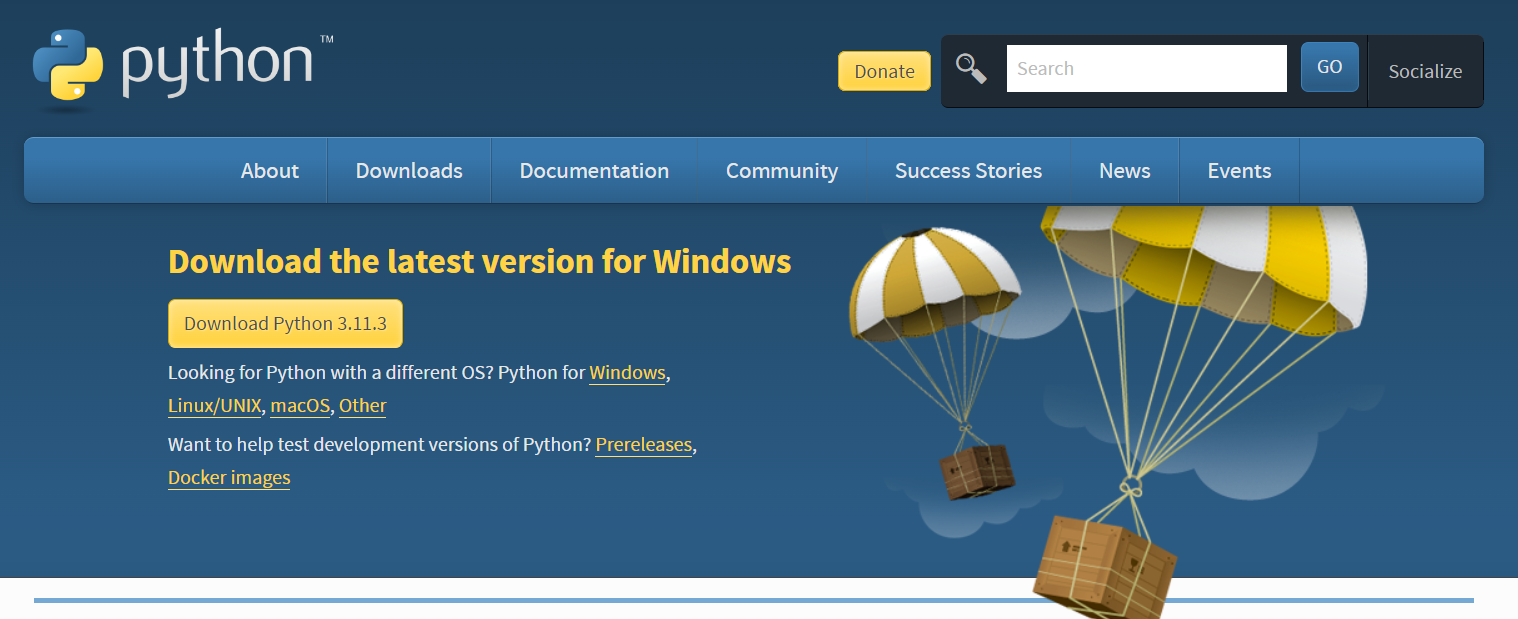 python™
Donate
Search
GO
Socialize
About
Downloads
Documentation
Community
Success Stories
News
Events
Download the latest version for Windows
Download Python 3.11.3
Looking for Python with a different OS? Python for Windows,
Linux/UNIX, macOS, Other
Want to help test development versions of Python? Prereleases,
Docker images